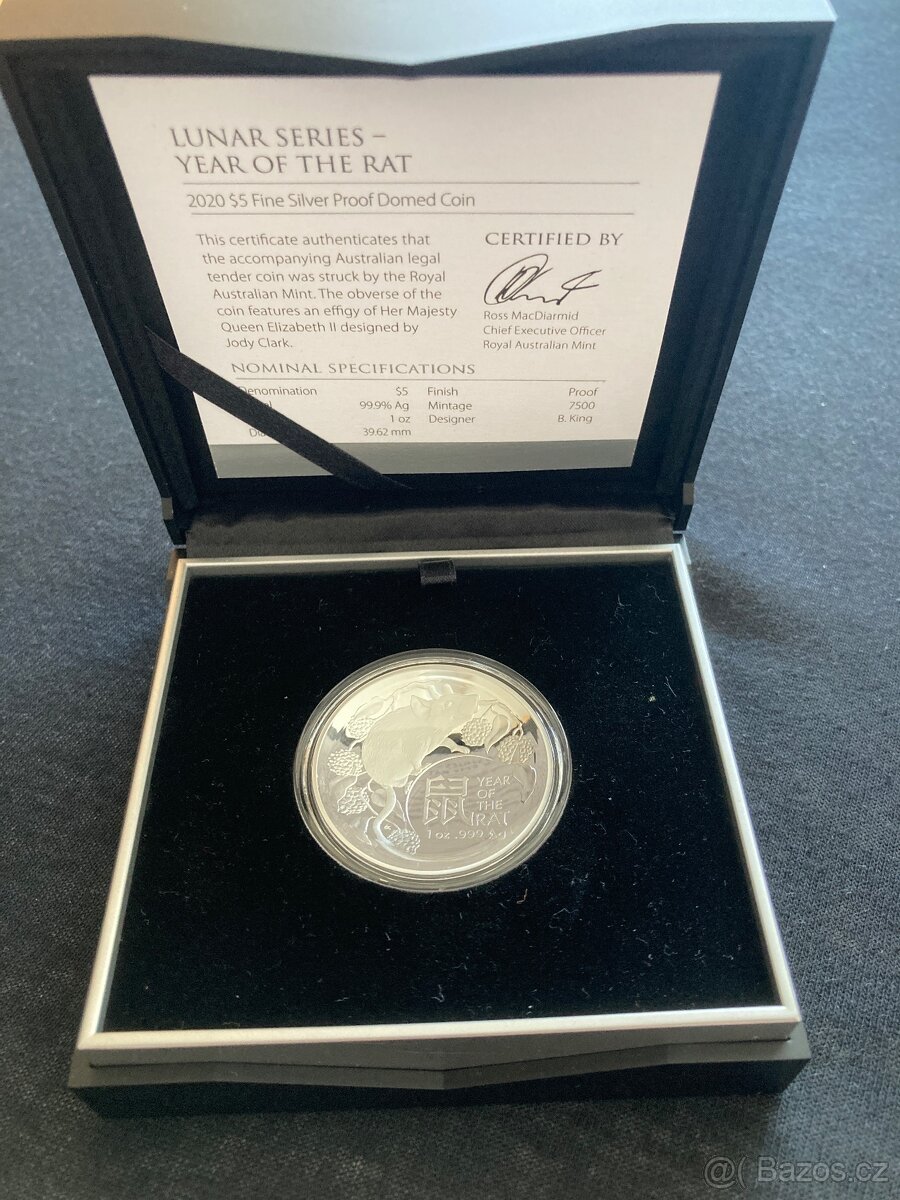 LUNAR SERIES –
YEAR OF THE RAT
2020 $5 Fine Silver Proof Domed Coin
This certificate authenticates that
the accompanying Australian legal
tender coin was struck by the Royal
Australian Mint. The obverse of the
coin features an effigy of Her Majesty
Queen Elizabeth II designed by
Jody Clark.
CERTIFIED BY
Ross MacDiarmid
Chief Executive Officer
Royal Australian Mint
NOMINAL SPECIFICATIONS
Denomination $5 Finish Proof
99.9% Ag Mintage 7500
1 oz Designer B. King
39.62 mm
鼠
YEAR
OF
THE
RAT
1 oz .999 Ag
@( Bazos.cz